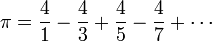 π = 4/1 − 4/3 + 4/5 − 4/7 + ⋯